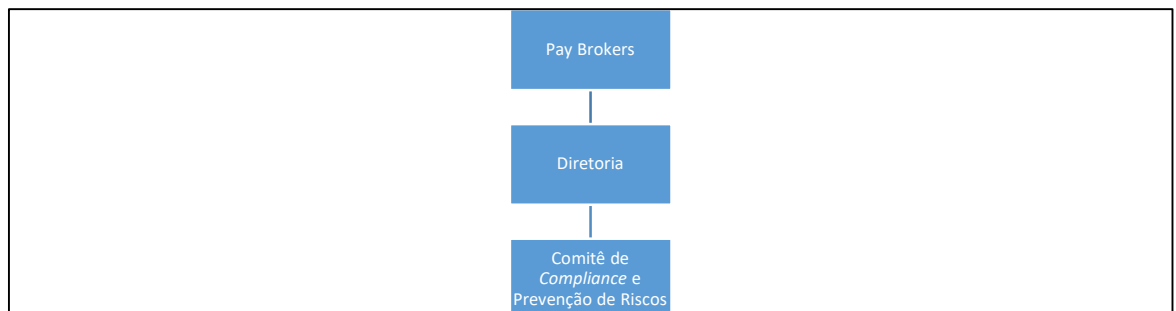 Pay Brokers
Diretoria
Comitê de
Compliance e
Prevenção de Riscos